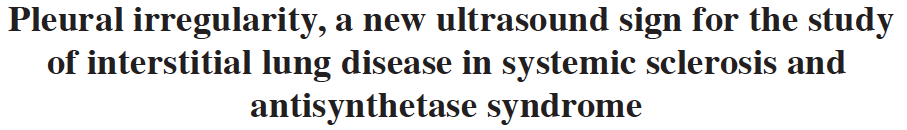 Pleural irregularity, a new ultrasound sign for the study
of interstitial lung disease in systemic sclerosis and
antisynthetase syndrome